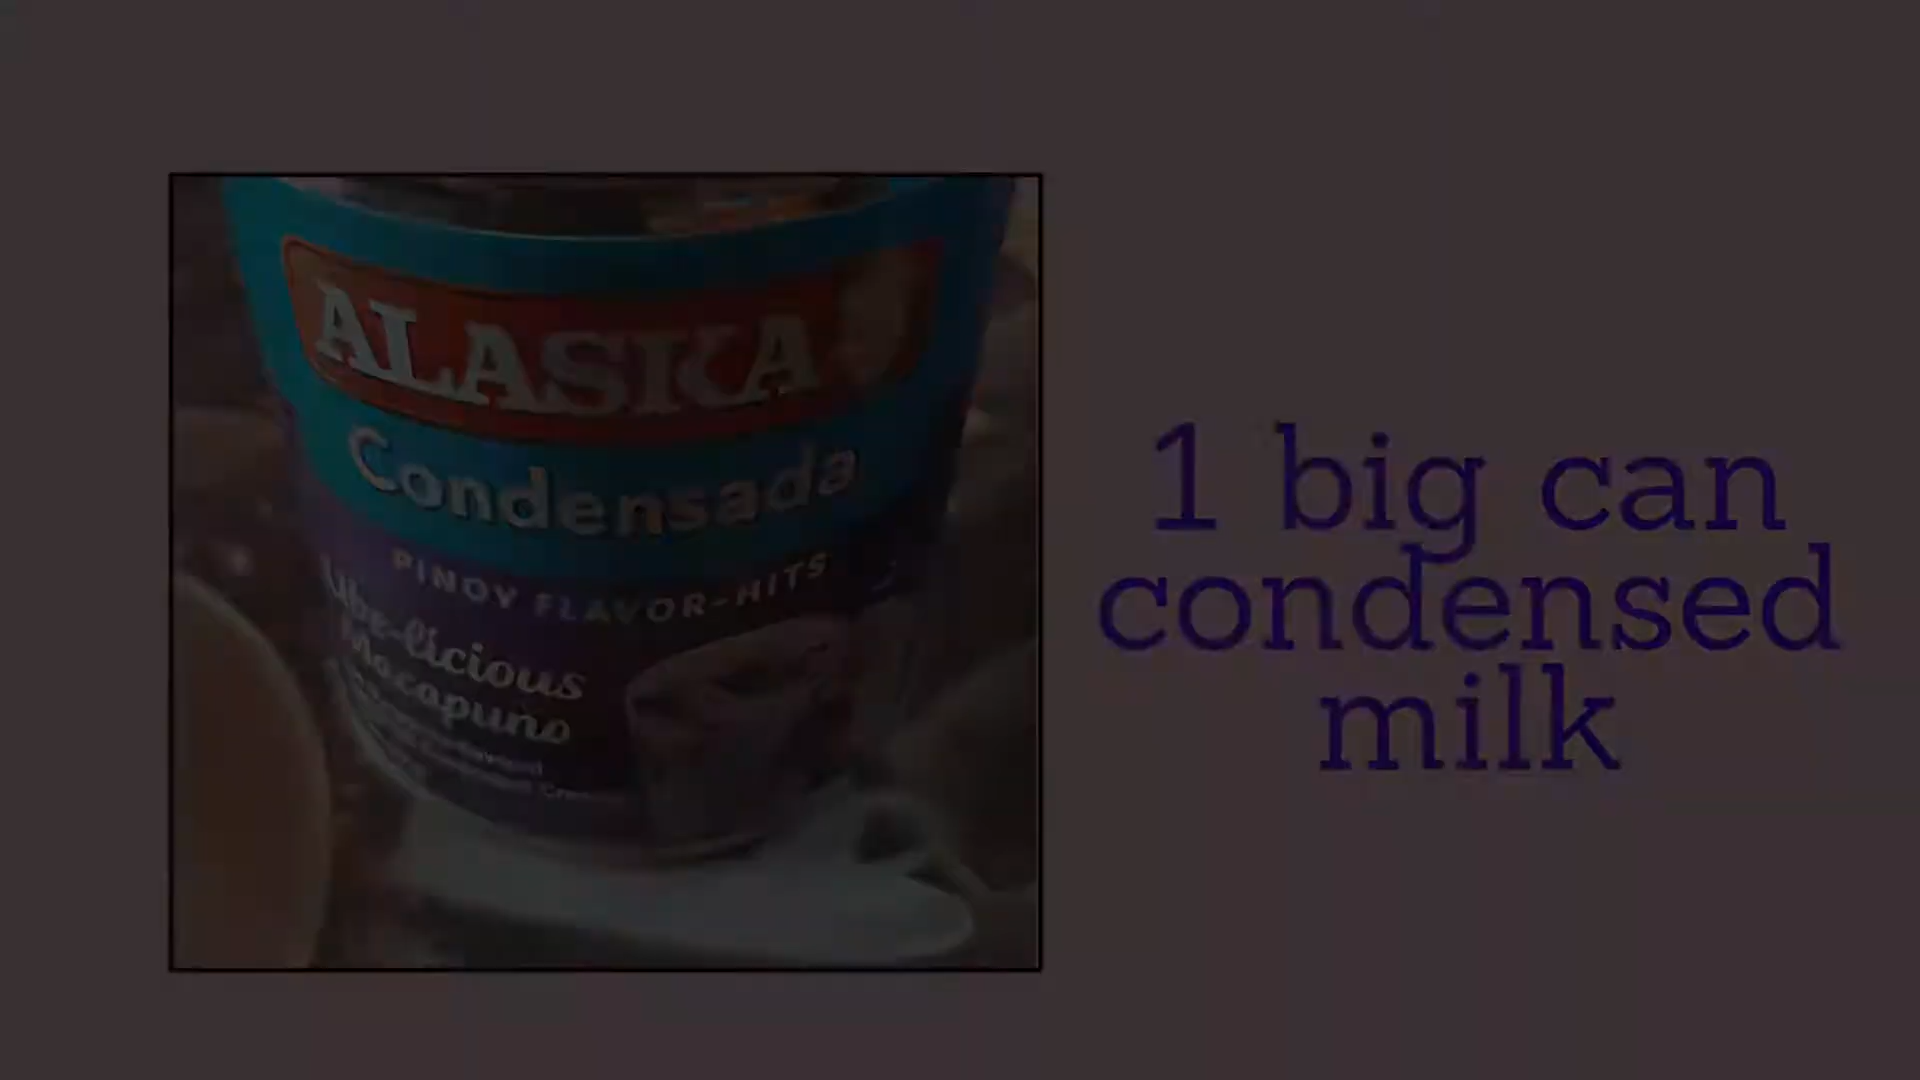 ALASKA
Condensada
PINOY FLAVOR-HITS
Ube-licious
Macapuno
1 big can
condensed
milk